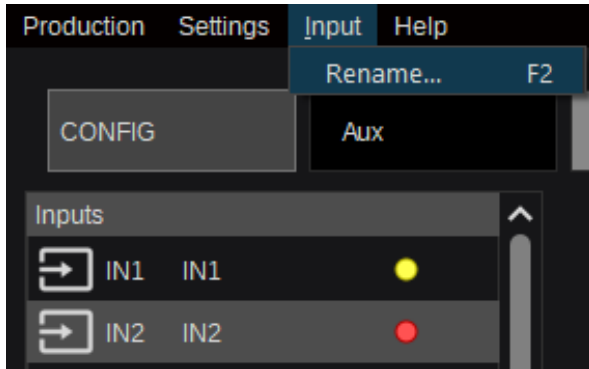 Production Settings Input Help
Rename... F2
CONFIG Aux
Inputs
IN1 IN1
IN2 IN2